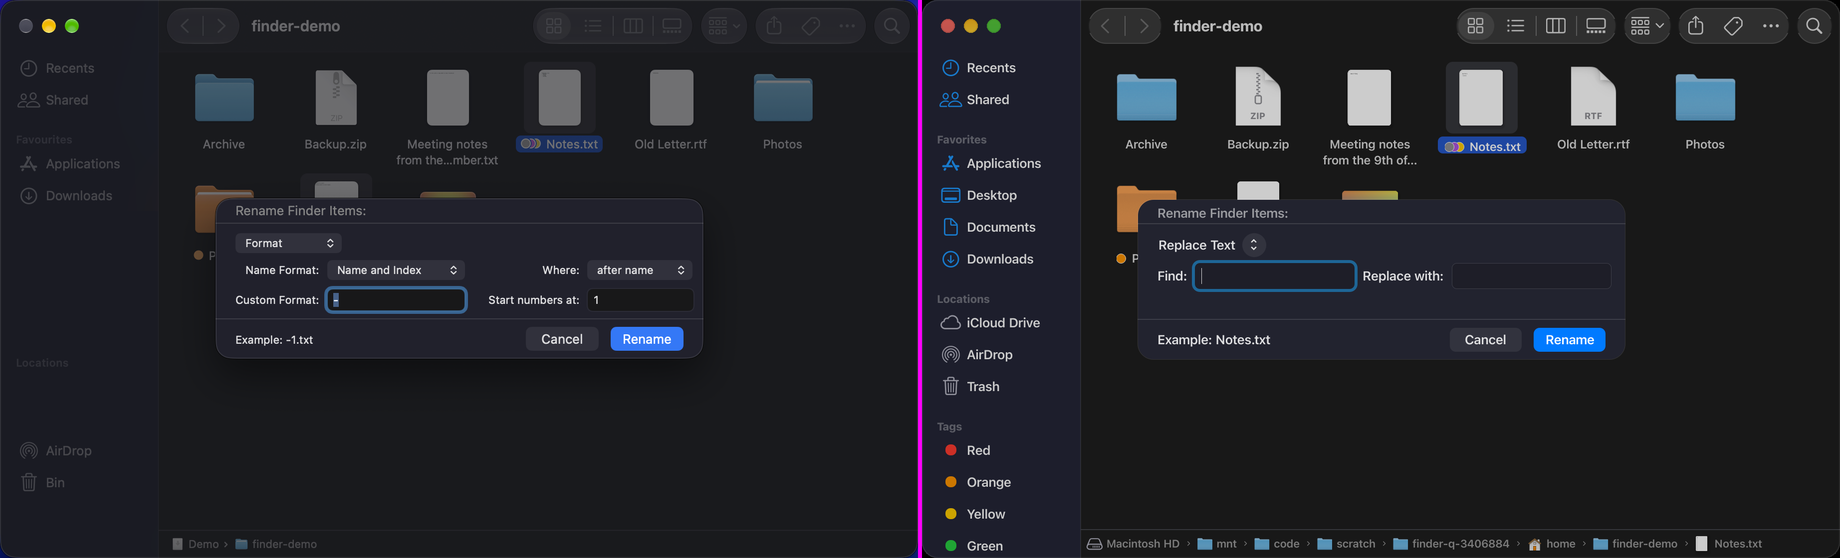 finder-demo
Recents
Shared
Favourites
Applications
Downloads
Locations
AirDrop
Bin
Archive
ZIP
Backup.zip
Meeting notes
from the...mber.txt
Notes.txt
Old Letter.rtf
Photos
P
Rename Finder Items:
Format
Name Format: Name and Index Where: after name
Custom Format: - Start numbers at: 1
Example: -1.txt Cancel Rename
Demo › finder-demo
finder-demo
Recents
Shared
Favorites
Applications
Desktop
Documents
Downloads
Locations
iCloud Drive
AirDrop
Trash
Tags
Red
Orange
Yellow
Green
Archive
ZIP
Backup.zip
Meeting notes
from the 9th of...
Notes.txt
RTF
Old Letter.rtf
Photos
P
Rename Finder Items:
Replace Text
Find: Replace with:
Example: Notes.txt Cancel Rename
Macintosh HD › mnt › code › scratch › finder-q-3406884 › home › finder-demo › Notes.txt